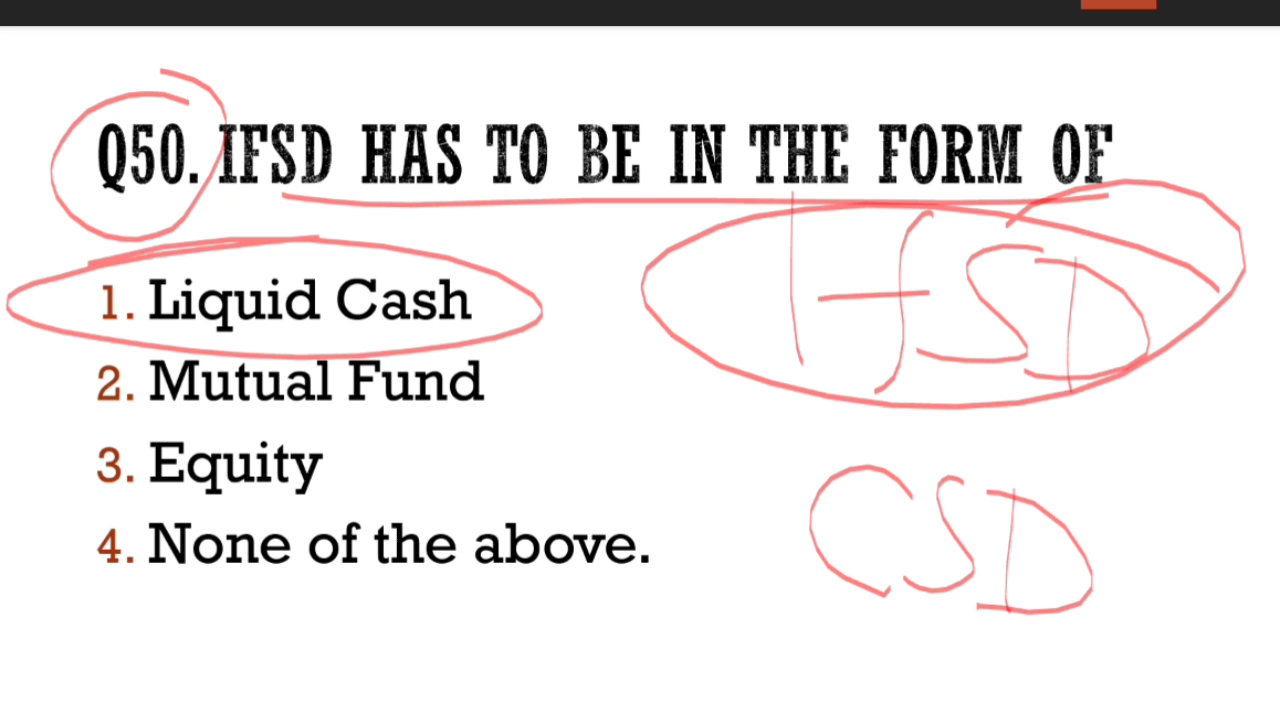 Q50. IFSD HAS TO BE IN THE FORM OF
1. Liquid Cash
IFSD
2. Mutual Fund
3. Equity
CSD
4. None of the above.